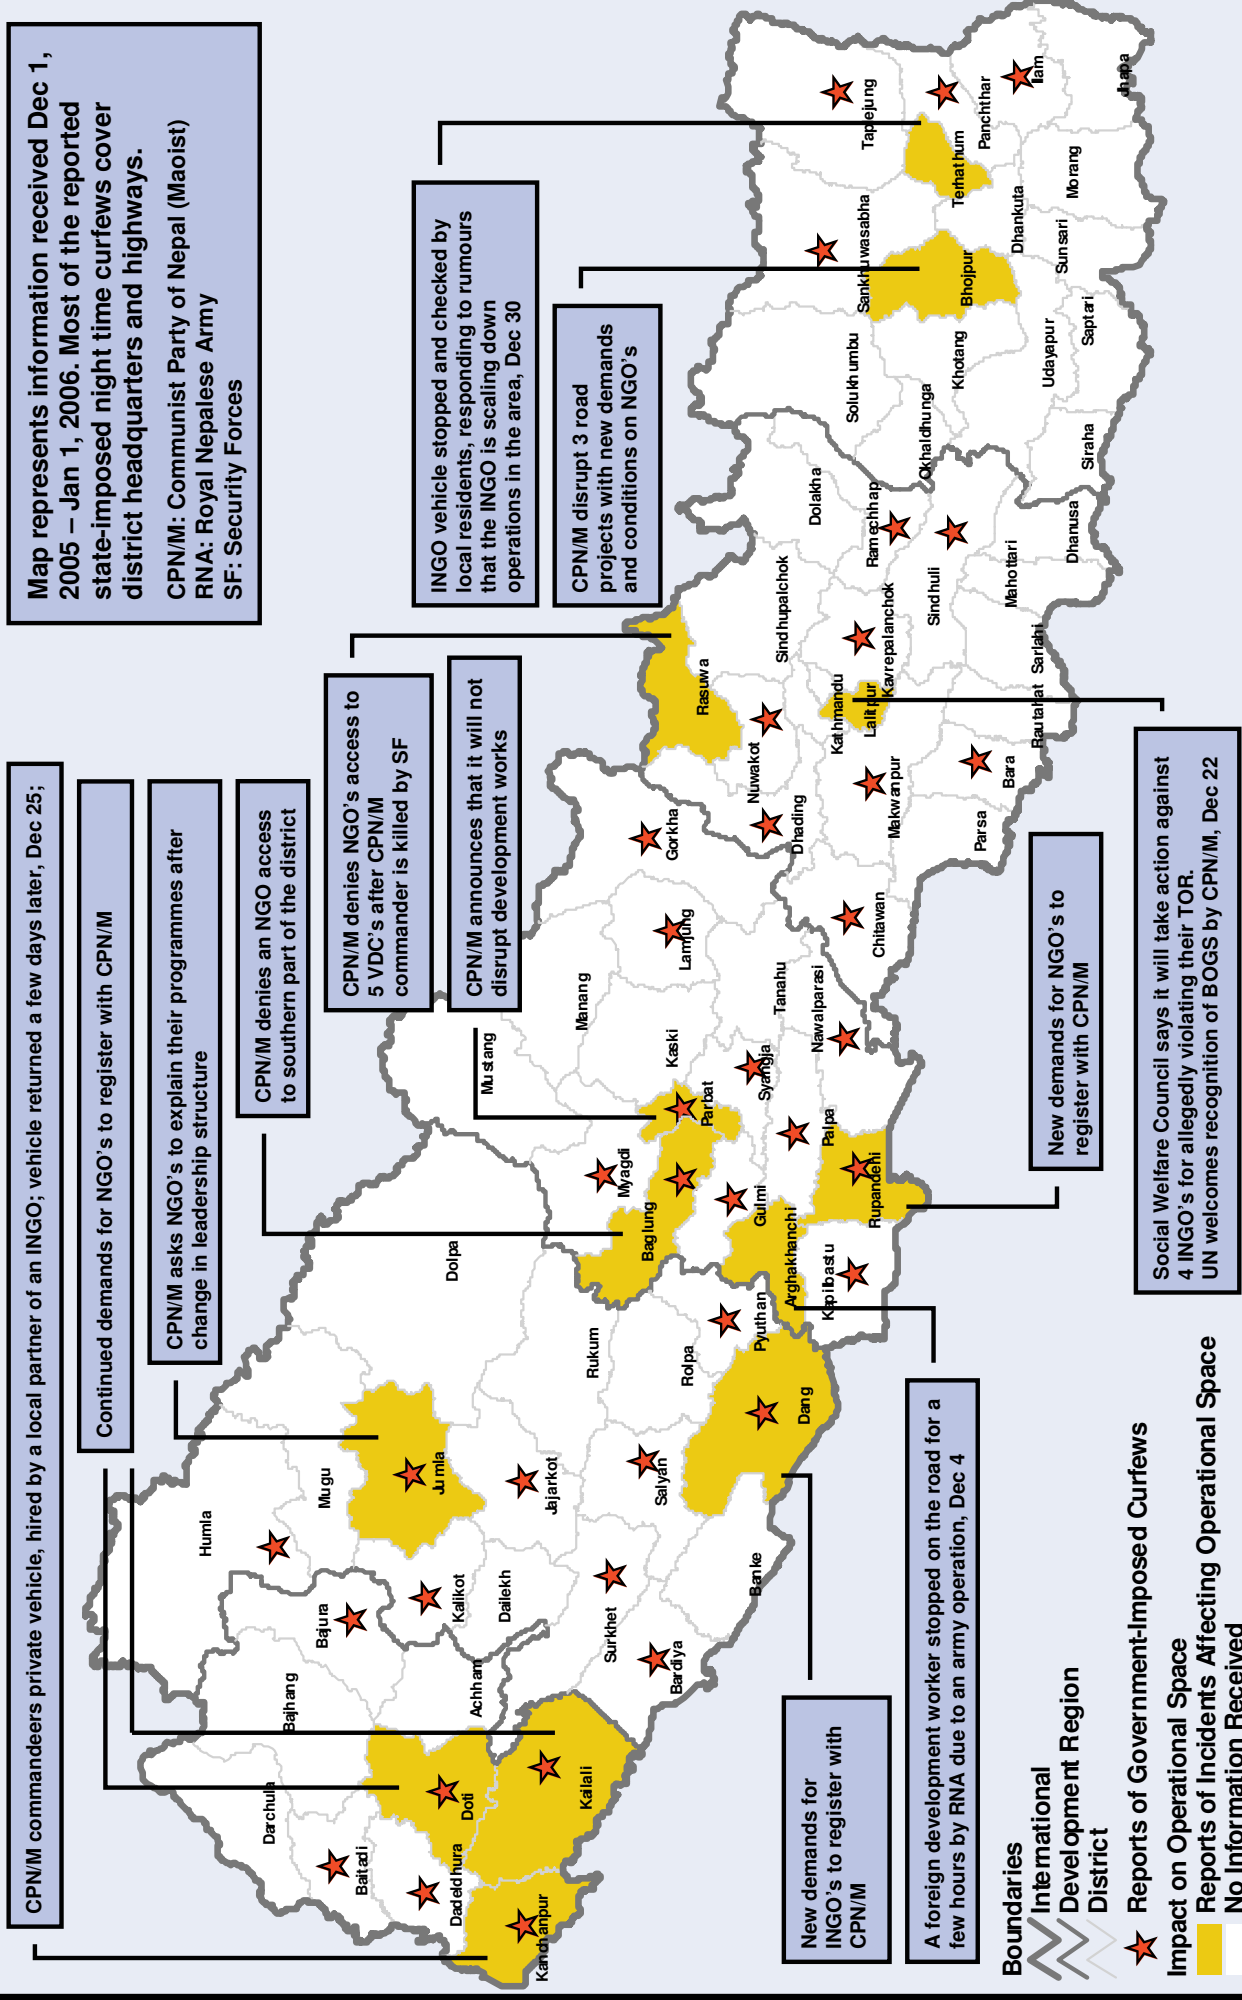 Map represents information received Dec 1,
2005 – Jan 1, 2006. Most of the reported
state-imposed night time curfews cover
district headquarters and highways.
CPN/M: Communist Party of Nepal (Maoist)
RNA: Royal Nepalese Army
SF: Security Forces
CPN/M commandeers private vehicle, hired by a local partner of an INGO; vehicle returned a few days later, Dec 25;
Continued demands for NGO's to register with CPN/M
CPN/M asks NGO's to explain their programmes after
change in leadership structure
CPN/M denies an NGO access
to southern part of the district
CPN/M denies NGO's access to
5 VDC's after CPN/M
commander is killed by SF
CPN/M announces that it will not
disrupt development works
INGO vehicle stopped and checked by
local residents, responding to rumours
that the INGO is scaling down
operations in the area, Dec 30
CPN/M disrupt 3 road
projects with new demands
and conditions on NGO's
Humla
Darchula
Bajhang
Bajura
Mugu
Baitadi
Dadeldhura
Doti
Achham
Kalikot
Jumla
Dolpa
Kanchanpur
Kailali
Dailekh
Jajarkot
Surkhet
Bardiya
Banke
Salyan
Rukum
Rolpa
Pyuthan
Dang
Mustang
Manang
Myagdi
Baglung
Parbat
Kaski
Lamjung
Gorkha
Gulmi
Syangja
Tanahu
Arghakhanchi
Palpa
Nawalparasi
Kapilbastu
Rupandehi
Rasuwa
Nuwakot
Dhading
Sindhupalchok
Kathmandu
Lalitpur
Kavrepalanchok
Dolakha
Ramechhap
Sindhuli
Chitawan
Makwanpur
Parsa
Bara
Rautahat
Sarlahi
Mahottari
Dhanusa
Solukhumbu
Okhaldhunga
Khotang
Udayapur
Siraha
Saptari
Sankhuwasabha
Bhojpur
Dhankuta
Sunsari
Morang
Taplejung
Terhathum
Panchthar
Ilam
Jhapa
New demands for
INGO's to register with
CPN/M
A foreign development worker stopped on the road for a
few hours by RNA due to an army operation, Dec 4
New demands for NGO's to
register with CPN/M
Social Welfare Council says it will take action against
4 INGO's for allegedly violating their TOR.
UN welcomes recognition of BOGS by CPN/M, Dec 22
Boundaries
International
Development Region
District
Reports of Government-Imposed Curfews
Impact on Operational Space
Reports of Incidents Affecting Operational Space
No Information Received